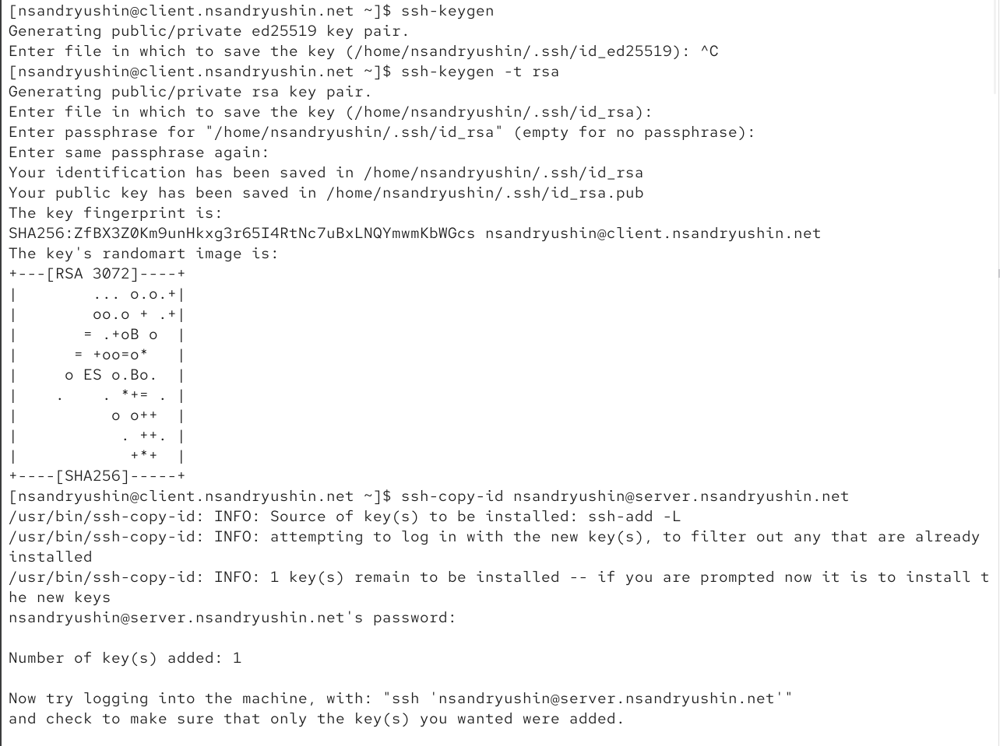 [nsandryushin@client.nsandryushin.net ~]$ ssh-keygen
Generating public/private ed25519 key pair.
Enter file in which to save the key (/home/nsandryushin/.ssh/id_ed25519): ^C
[nsandryushin@client.nsandryushin.net ~]$ ssh-keygen -t rsa
Generating public/private rsa key pair.
Enter file in which to save the key (/home/nsandryushin/.ssh/id_rsa):
Enter passphrase for "/home/nsandryushin/.ssh/id_rsa" (empty for no passphrase):
Enter same passphrase again:
Your identification has been saved in /home/nsandryushin/.ssh/id_rsa
Your public key has been saved in /home/nsandryushin/.ssh/id_rsa.pub
The key fingerprint is:
SHA256:ZfBX3Z0Km9unHkxg3r65I4RtNc7uBxLNQYmwmKbWGcs nsandryushin@client.nsandryushin.net
The key's randomart image is:
+---[RSA 3072]----+
|        ... o.o.+|
|        oo.o + .+|
|       = .+oB o  |
|      = +oo=o*   |
|     o ES o.Bo.  |
|    .    . *+= . |
|          o o++  |
|           . ++. |
|            +*+  |
+----[SHA256]-----+
[nsandryushin@client.nsandryushin.net ~]$ ssh-copy-id nsandryushin@server.nsandryushin.net
/usr/bin/ssh-copy-id: INFO: Source of key(s) to be installed: ssh-add -L
/usr/bin/ssh-copy-id: INFO: attempting to log in with the new key(s), to filter out any that are already
installed
/usr/bin/ssh-copy-id: INFO: 1 key(s) remain to be installed -- if you are prompted now it is to install t
he new keys
nsandryushin@server.nsandryushin.net's password:

Number of key(s) added: 1

Now try logging into the machine, with: "ssh 'nsandryushin@server.nsandryushin.net'"
and check to make sure that only the key(s) you wanted were added.